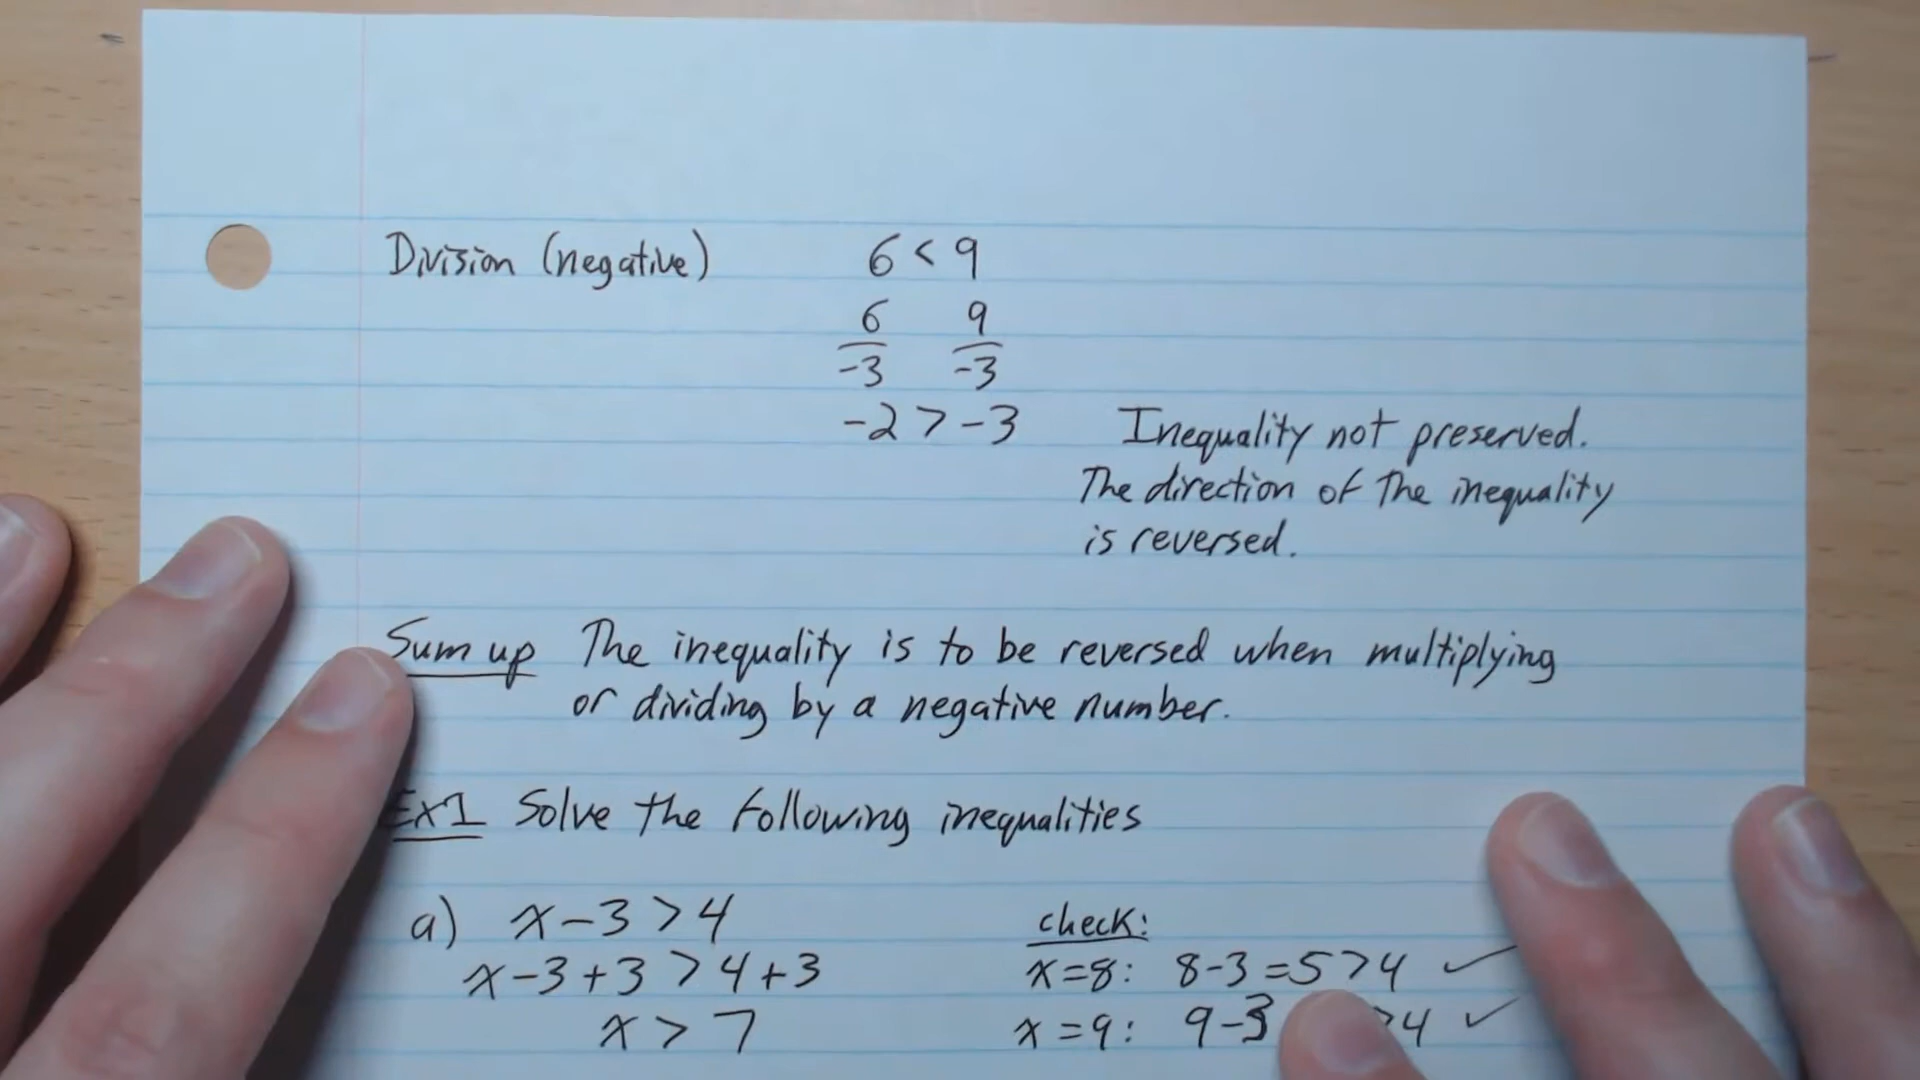 Division (negative) 6 < 9
6 9
-3 -3
-2 > -3 Inequality not preserved.
The direction of the inequality
is reversed.
Sum up The inequality is to be reversed when multiplying
or dividing by a negative number.
Ex1 Solve the following inequalities
a) x-3 > 4 check:
x-3+3 > 4+3 x=8: 8-3=5>4 ✓
x > 7 x=9: 9-3 >4 ✓